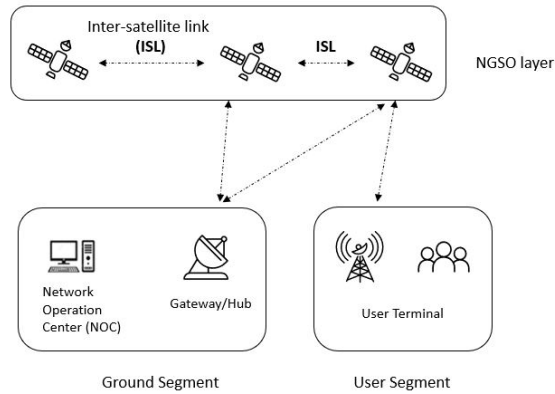 Inter-satellite link
(ISL)
ISL
NGSO layer
Network
Operation
Center (NOC)
Gateway/Hub
User Terminal
Ground Segment
User Segment